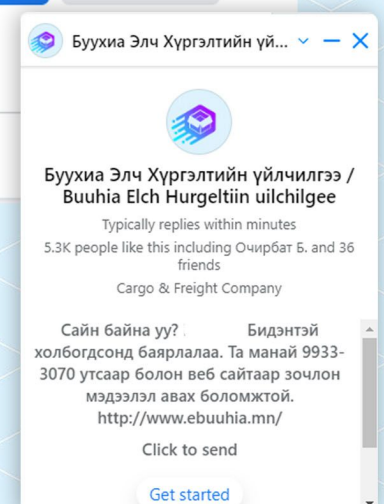 Буухиа Элч Хүргэлтийн үй...
Буухиа Элч Хүргэлтийн үйлчилгээ /
Buuhia Elch Hurgeltiin uilchilgee
Typically replies within minutes
5.3K people like this including Очирбат Б. and 36
friends
Cargo & Freight Company
Сайн байна уу? Бидэнтэй
холбогдсонд баярлалаа. Та манай 9933-
3070 утсаар болон веб сайтаар зочлон
мэдээлэл авах боломжтой.
http://www.ebuuhia.mn/
Click to send
Get started